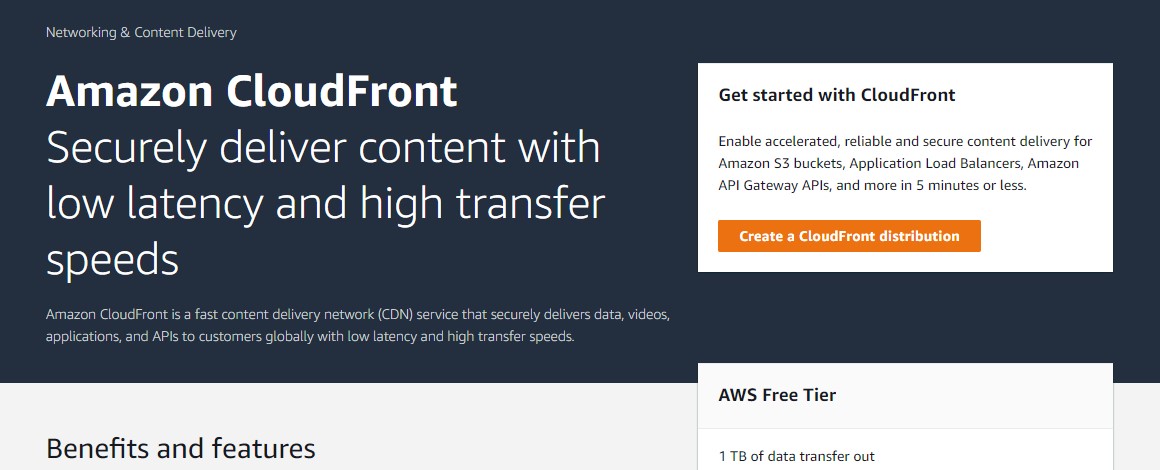 Networking & Content Delivery
Amazon CloudFront
Securely deliver content with
low latency and high transfer
speeds
Amazon CloudFront is a fast content delivery network (CDN) service that securely delivers data, videos,
applications, and APIs to customers globally with low latency and high transfer speeds.
Get started with CloudFront
Enable accelerated, reliable and secure content delivery for
Amazon S3 buckets, Application Load Balancers, Amazon
API Gateway APIs, and more in 5 minutes or less.
Create a CloudFront distribution
AWS Free Tier
1 TB of data transfer out
Benefits and features